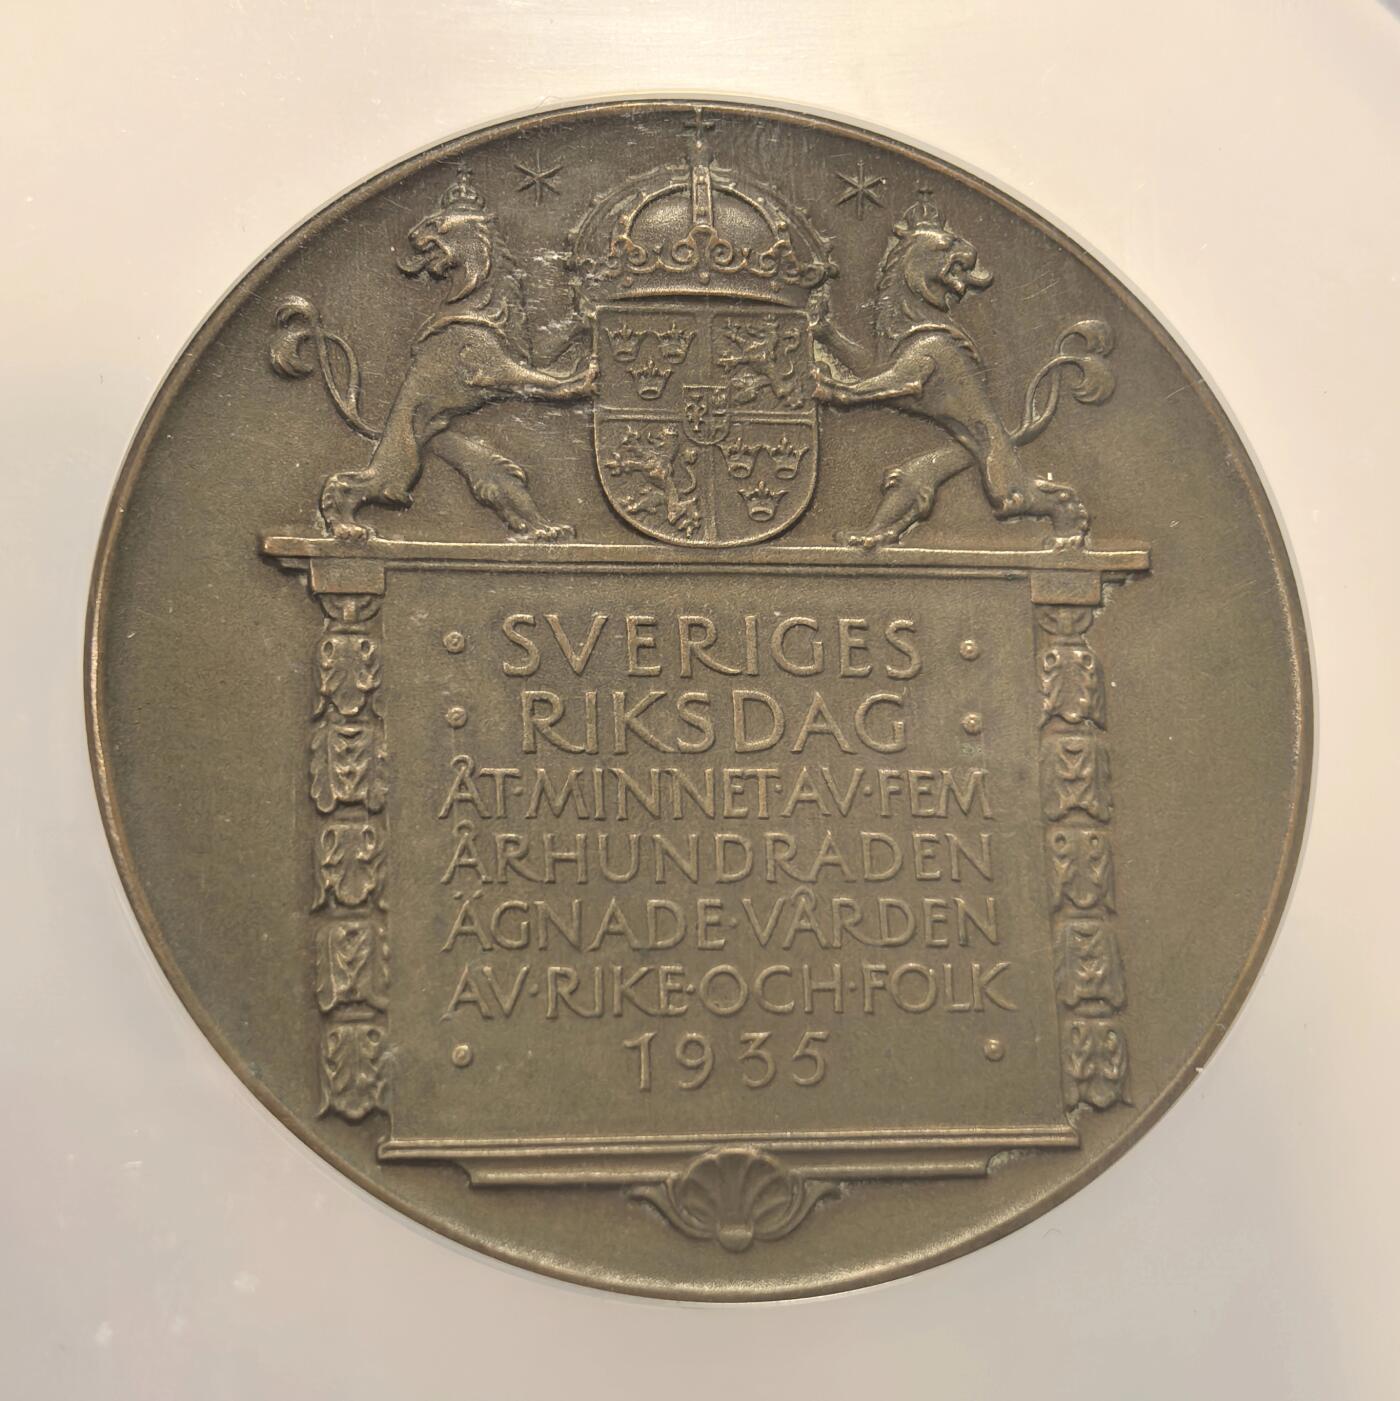 · SVERIGES ·
· RIKSDAG ·
ÅT·MINNET·AV·FEM
ÅRHUNDRADEN
ÄGNADE·VÅRDEN
AV·RIKE·OCH·FOLK
· 1935 ·